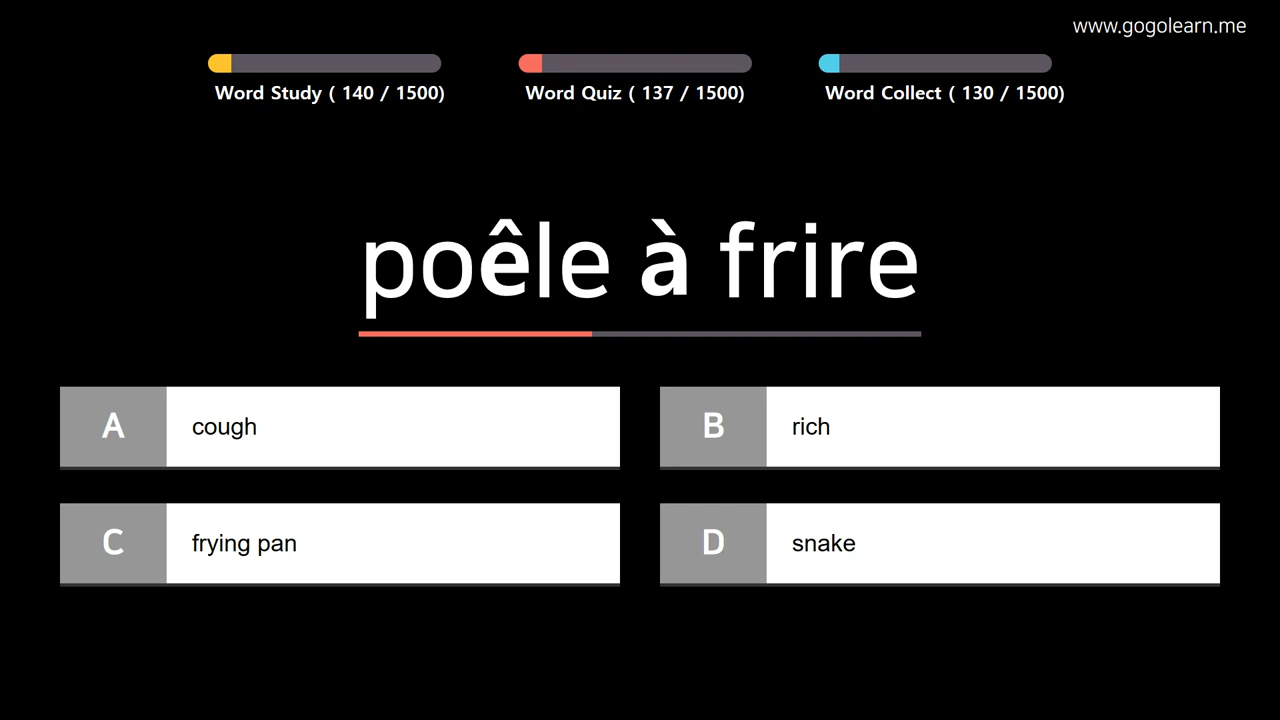 www.gogolearn.me
Word Study ( 140 / 1500)
Word Quiz ( 137 / 1500)
Word Collect ( 130 / 1500)
poêle à frire
A cough
B rich
C frying pan
D snake